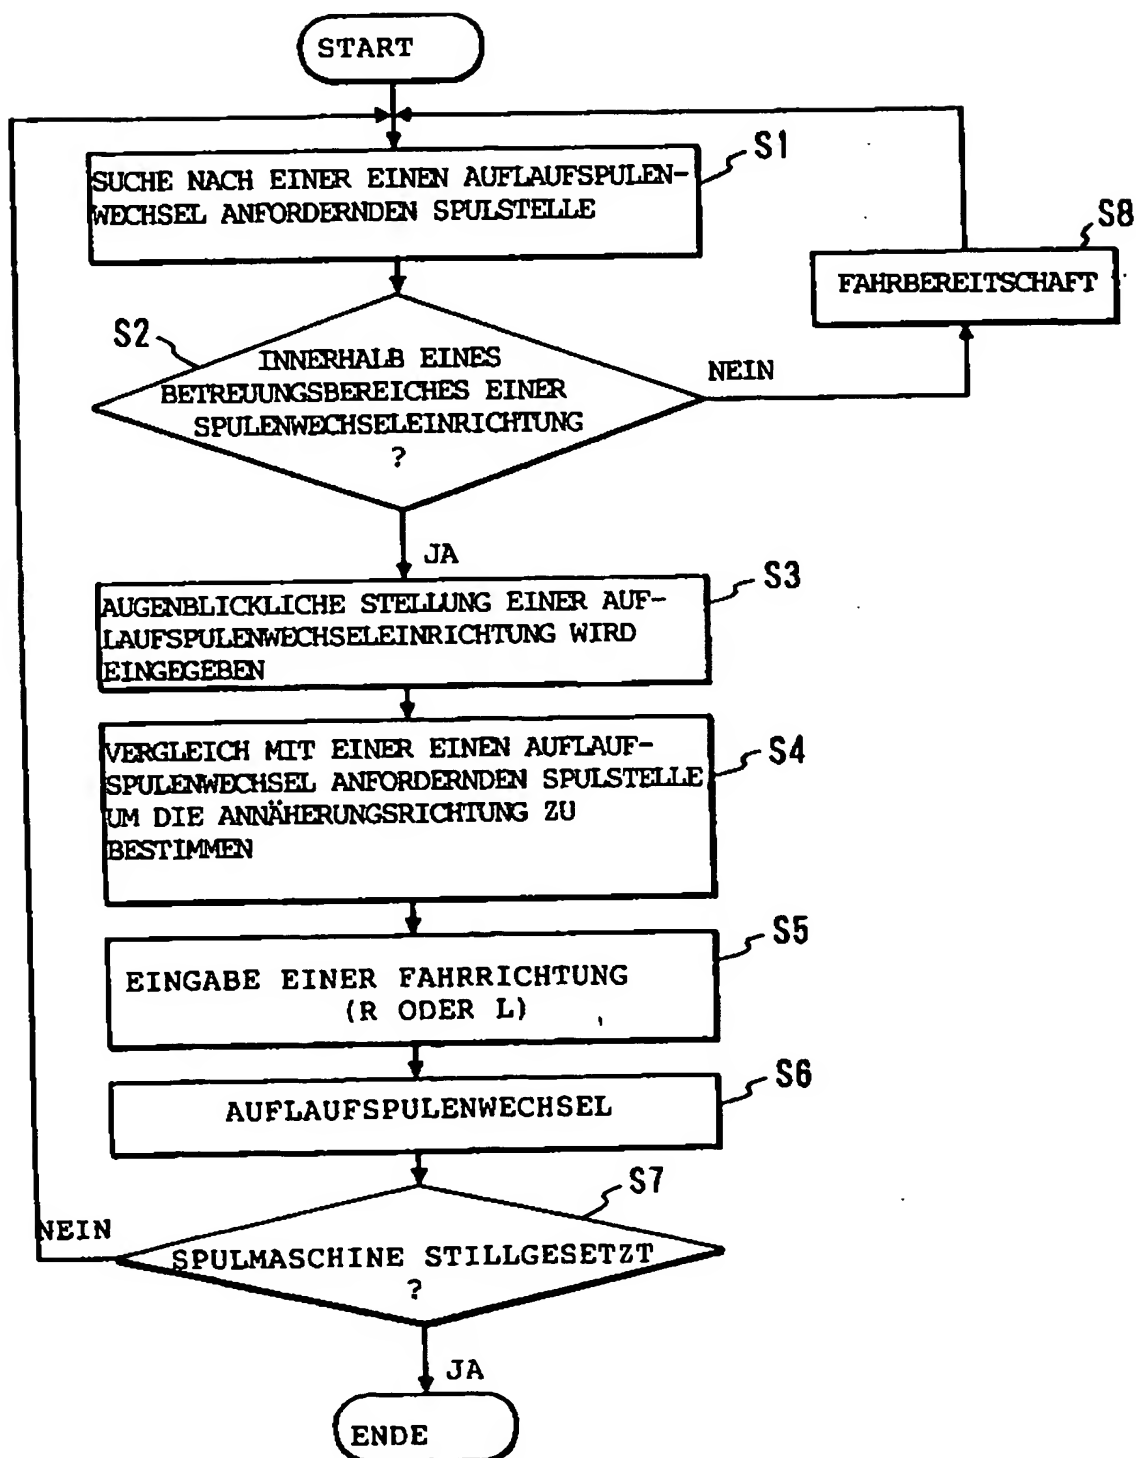 START
S1
SUCHE NACH EINER EINEN AUFLAUFSPULEN-
WECHSEL ANFORDERNDEN SPULSTELLE
S8
FAHRBEREITSCHAFT
S2
INNERHALB EINES
BETREUUNGSBEREICHES EINER
SPULENWECHSELEINRICHTUNG
?
NEIN
JA
S3
AUGENBLICKLICHE STELLUNG EINER AUF-
LAUFSPULENWECHSELEINRICHTUNG WIRD
EINGEGEBEN
S4
VERGLEICH MIT EINER EINEN AUFLAUF-
SPULENWECHSEL ANFORDERNDEN SPULSTELLE
UM DIE ANNÄHERUNGSRICHTUNG ZU
BESTIMMEN
S5
EINGABE EINER FAHRRICHTUNG
(R ODER L)
S6
AUFLAUFSPULENWECHSEL
S7
NEIN
SPULMASCHINE STILLGESETZT
?
JA
ENDE